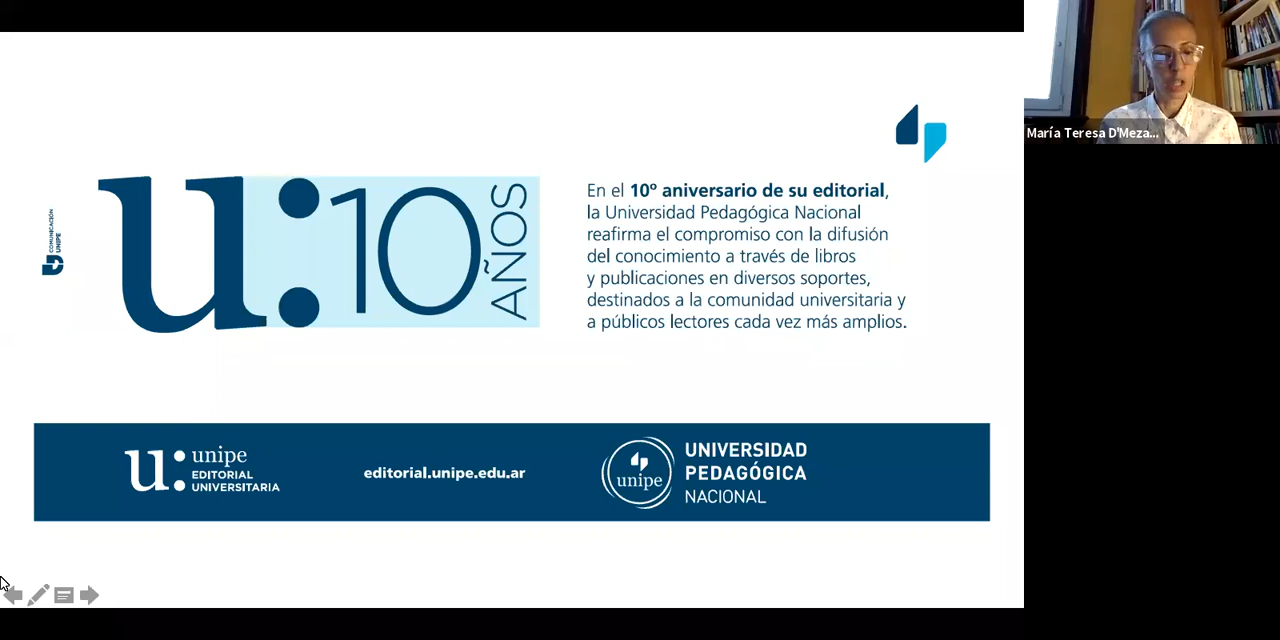 COMUNICACIÓN
UNIPE
u:10
AÑOS
En el 10º aniversario de su editorial,
la Universidad Pedagógica Nacional
reafirma el compromiso con la difusión
del conocimiento a través de libros
y publicaciones en diversos soportes,
destinados a la comunidad universitaria y
a públicos lectores cada vez más amplios.
u: unipe
EDITORIAL
UNIVERSITARIA
editorial.unipe.edu.ar
unipe
UNIVERSIDAD
PEDAGÓGICA
NACIONAL
María Teresa D'Meza...